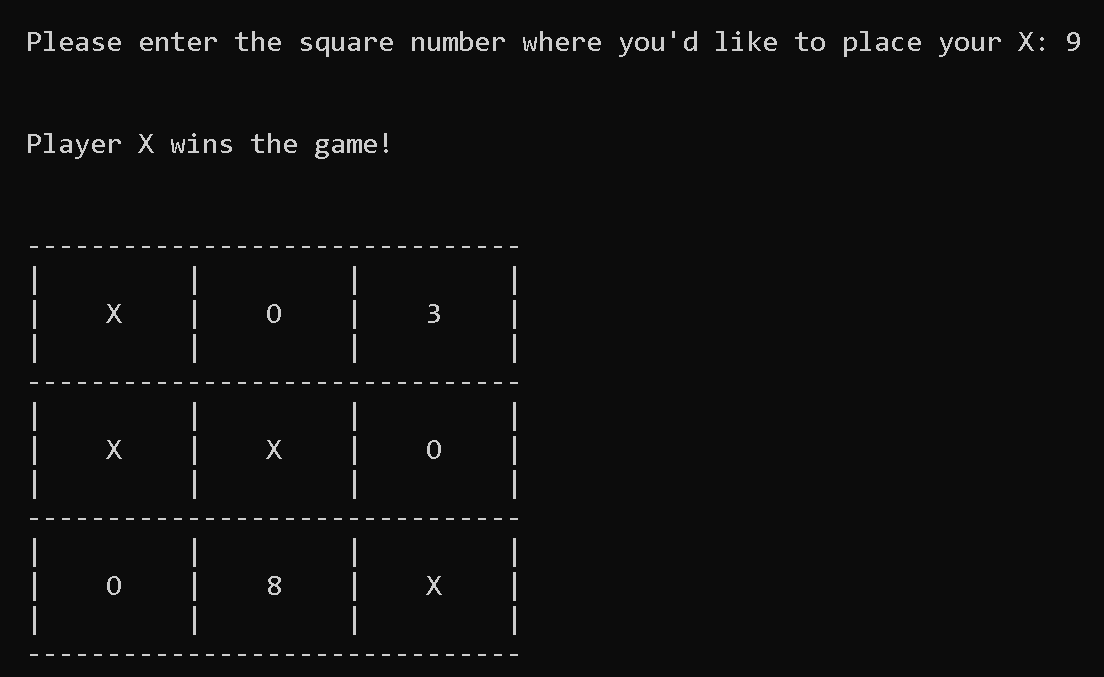 Please enter the square number where you'd like to place your X: 9
Player X wins the game!
-------------------------------
|         |         |         |
|    X    |    O    |    3    |
|         |         |         |
-------------------------------
|         |         |         |
|    X    |    X    |    O    |
|         |         |         |
-------------------------------
|         |         |         |
|    O    |    8    |    X    |
|         |         |         |
-------------------------------